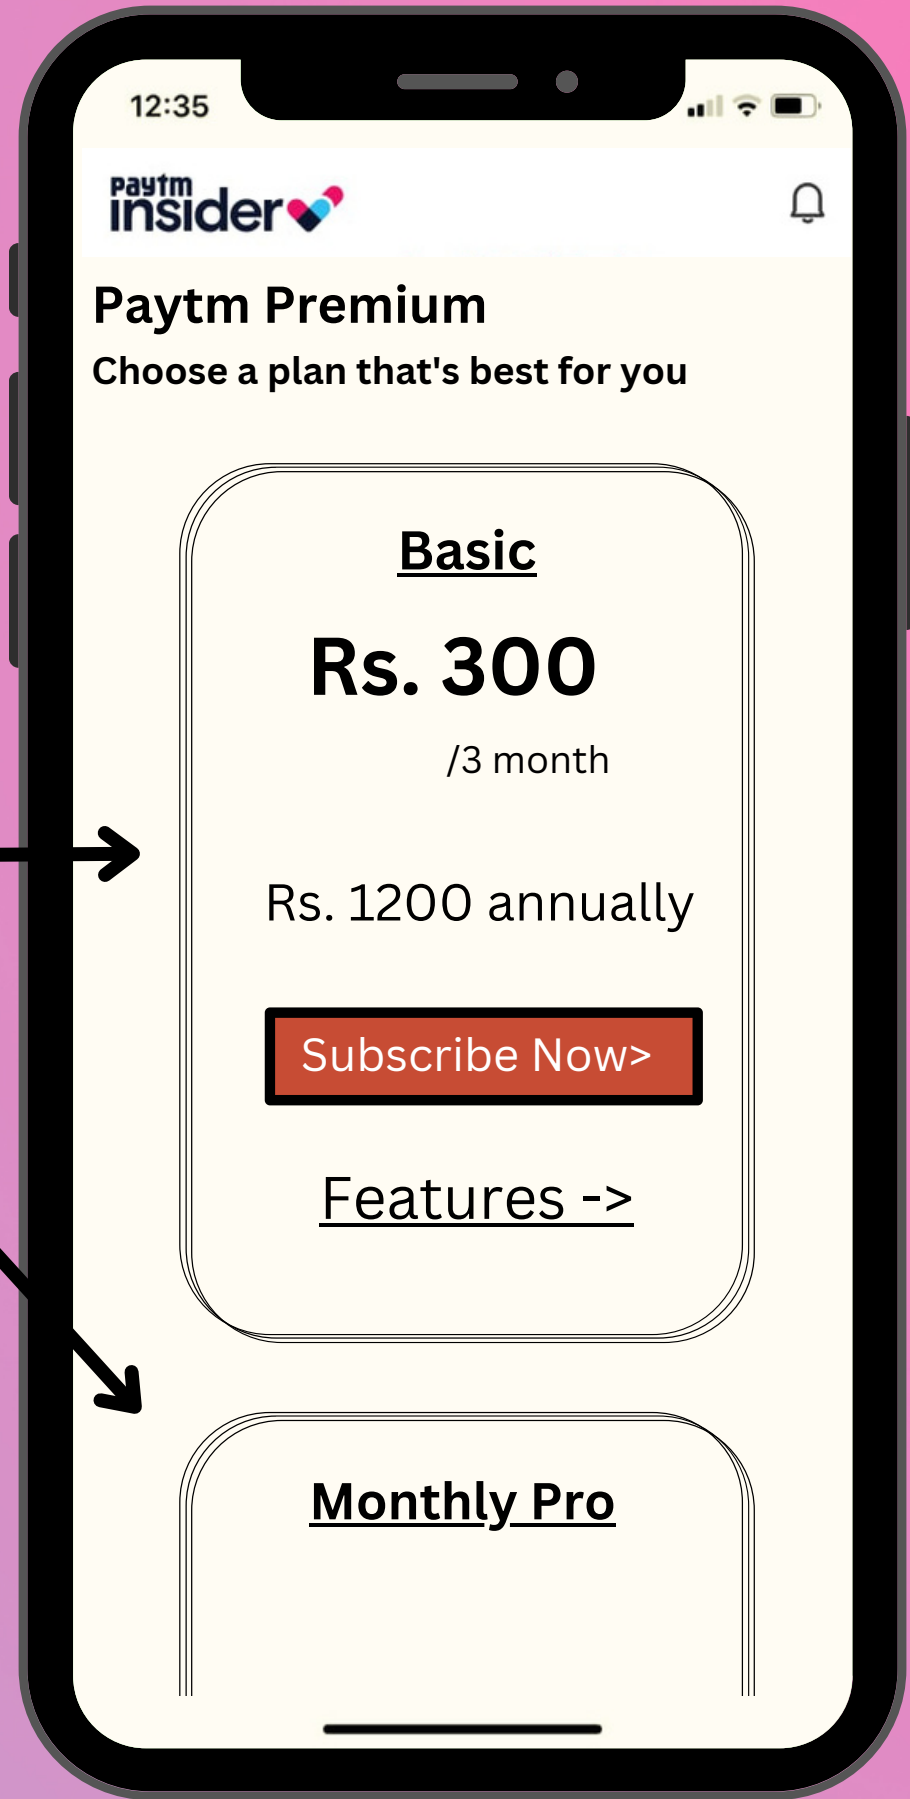 12:35
paytm
insider
Paytm Premium
Choose a plan that's best for you
Basic
Rs. 300
/3 month
Rs. 1200 annually
Subscribe Now>
Features ->
Monthly Pro